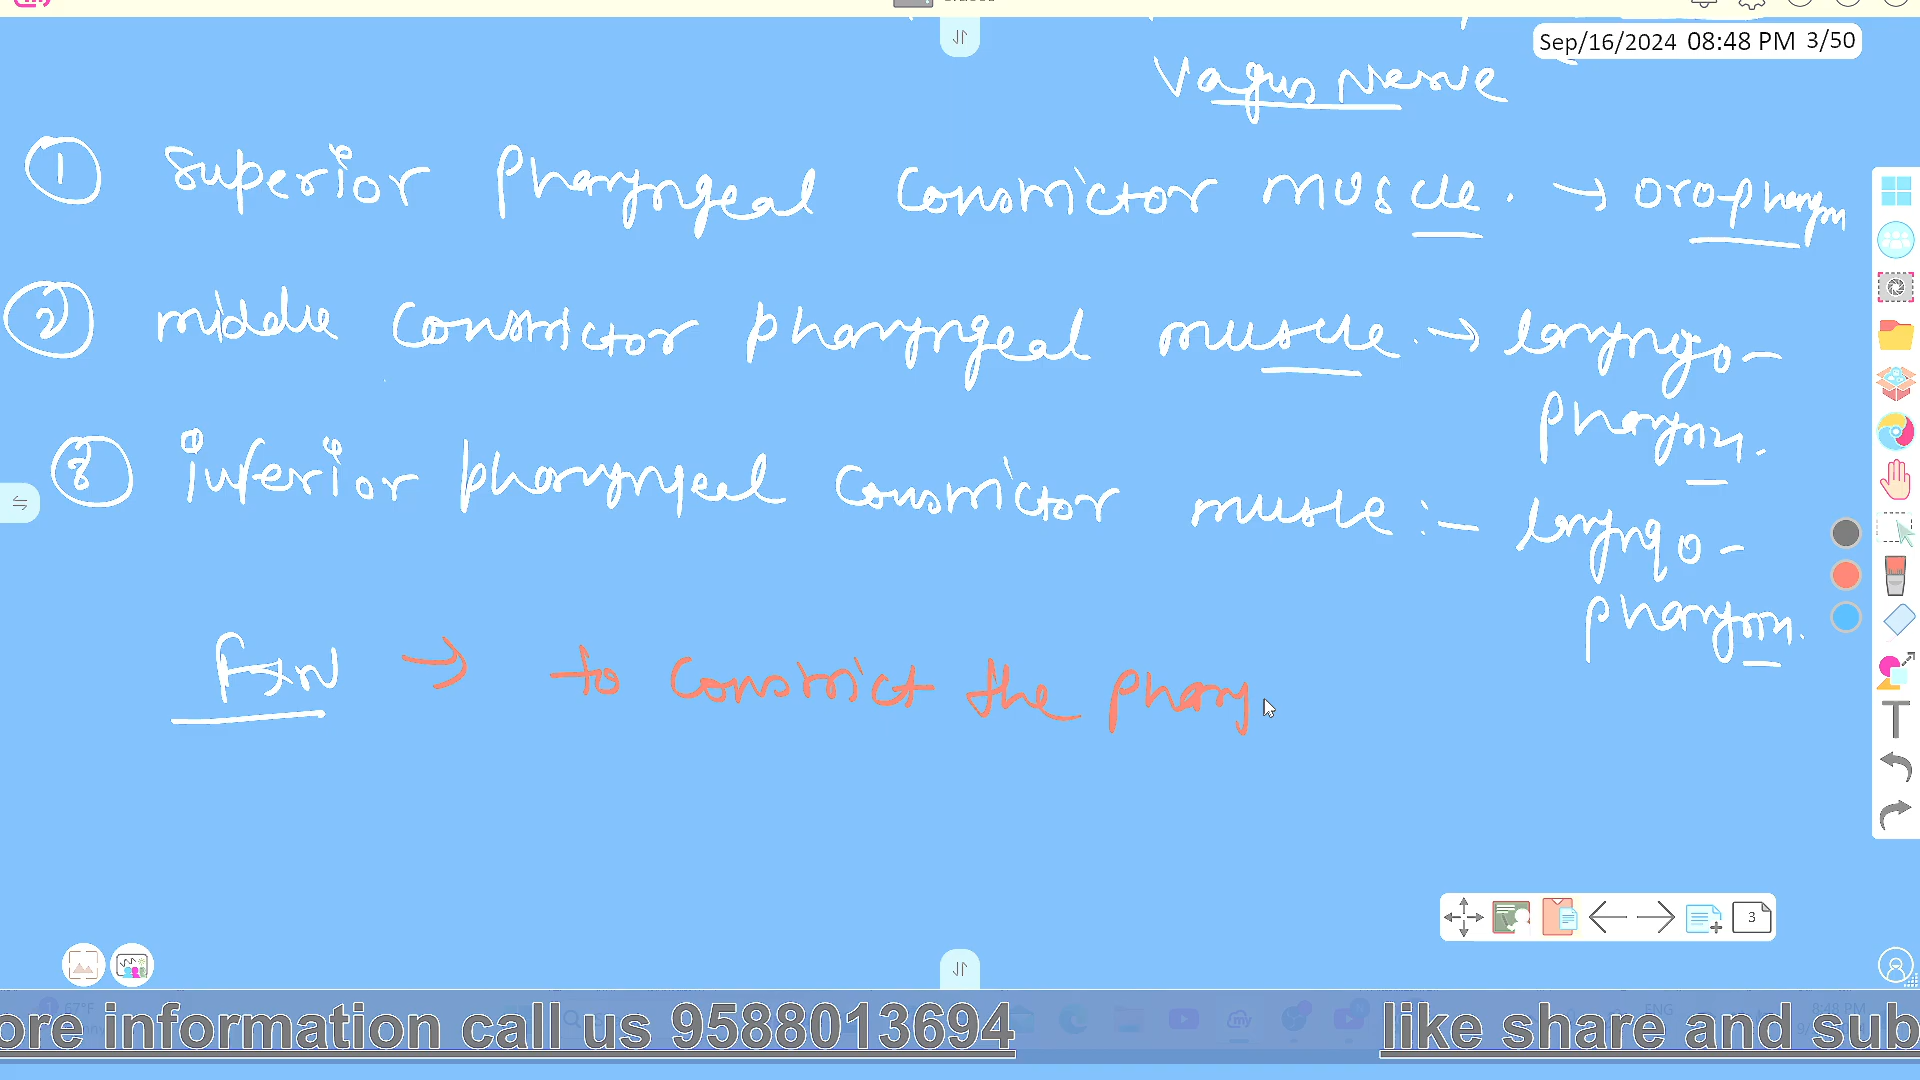 Sep/16/2024 08:48 PM 3/50
Vagus Nerve
① Superior Pharyngeal Constrictor muscle. → oropharynx
② middle Constrictor pharyngeal muscle. → laryngo-
pharynx.
③ inferior pharyngeal Constrictor muscle :- laryngo-
pharynx.
Fxn → to Constrict the phary
3
ore information call us 9588013694 like share and sub